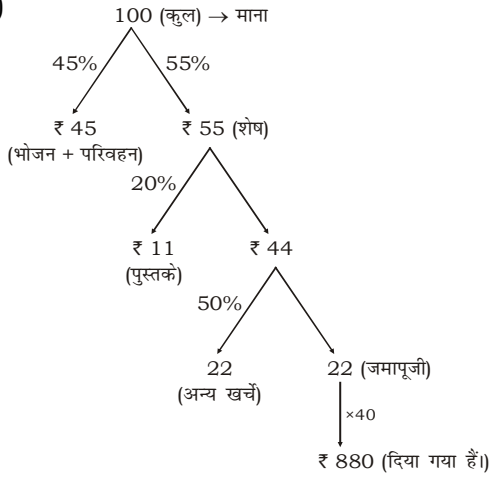 )
100 (कुल) → माना
45% 55%
₹ 45 ₹ 55 (शेष)
(भोजन + परिवहन)
20%
₹ 11 ₹ 44
(पुस्तके)
50%
22 22 (जमापूजी)
(अन्य खर्चे)
×40
₹ 880 (दिया गया हैं।)